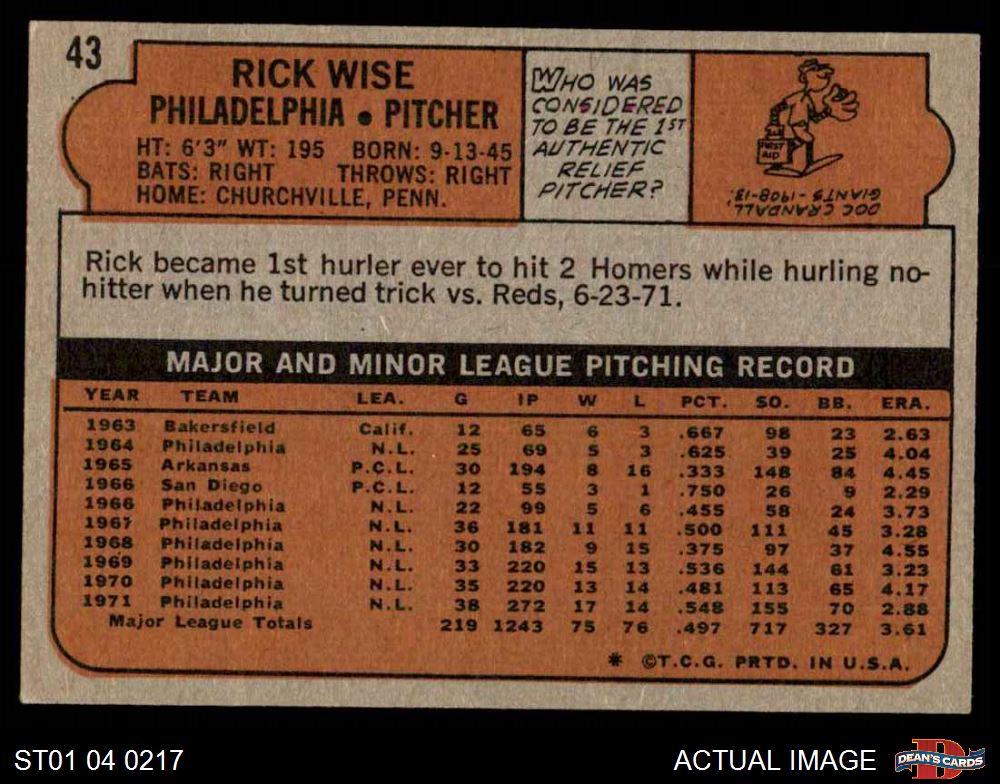 43
RICK WISE
PHILADELPHIA • PITCHER
HT: 6'3" WT: 195 BORN: 9-13-45
BATS: RIGHT THROWS: RIGHT
HOME: CHURCHVILLE, PENN.
WHO WAS
CONSIDERED
TO BE THE 1ST
AUTHENTIC
RELIEF
PITCHER?
FIRST
AID
DOC CRANDALL,
GIANTS - 1908-13.
Rick became 1st hurler ever to hit 2 Homers while hurling no-
hitter when he turned trick vs. Reds, 6-23-71.
MAJOR AND MINOR LEAGUE PITCHING RECORD
YEAR TEAM LEA. G IP W L PCT. SO. BB. ERA.
1963 Bakersfield Calif. 12 65 6 3 .667 98 23 2.63
1964 Philadelphia N.L. 25 69 5 3 .625 39 25 4.04
1965 Arkansas P.C.L. 30 194 8 16 .333 148 84 4.45
1966 San Diego P.C.L. 12 55 3 1 .750 26 9 2.29
1966 Philadelphia N.L. 22 99 5 6 .455 58 24 3.73
1967 Philadelphia N.L. 36 181 11 11 .500 111 45 3.28
1968 Philadelphia N.L. 30 182 9 15 .375 97 37 4.55
1969 Philadelphia N.L. 33 220 15 13 .536 144 61 3.23
1970 Philadelphia N.L. 35 220 13 14 .481 113 65 4.17
1971 Philadelphia N.L. 38 272 17 14 .548 155 70 2.88
Major League Totals 219 1243 75 76 .497 717 327 3.61
* ©T.C.G. PRTD. IN U.S.A.
ST01 04 0217
ACTUAL IMAGE
D
DEAN'S CARDS